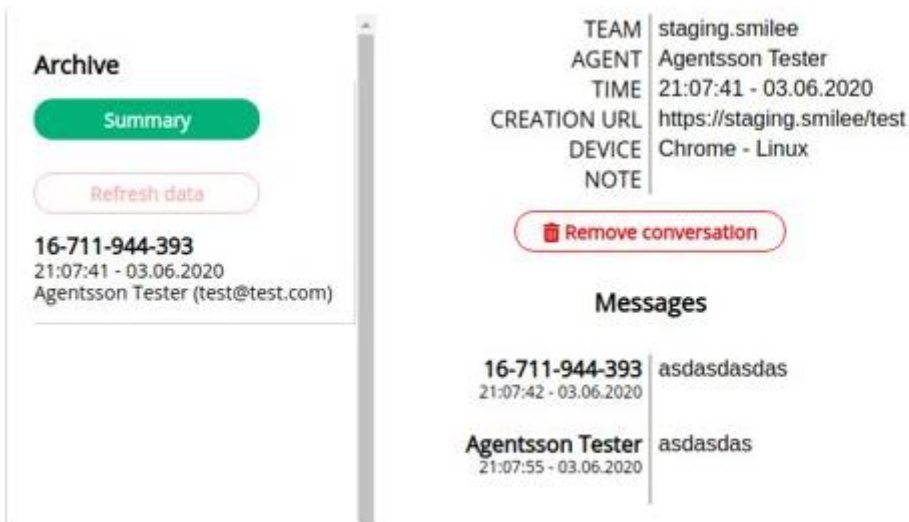 Archive
Summary
Refresh data
16-711-944-393
21:07:41 - 03.06.2020
Agentsson Tester (test@test.com)
TEAM staging.smilee
AGENT Agentsson Tester
TIME 21:07:41 - 03.06.2020
CREATION URL https://staging.smilee/test
DEVICE Chrome - Linux
NOTE
Remove conversation
Messages
16-711-944-393 asdasdasdas
21:07:42 - 03.06.2020
Agentsson Tester asdasdas
21:07:55 - 03.06.2020